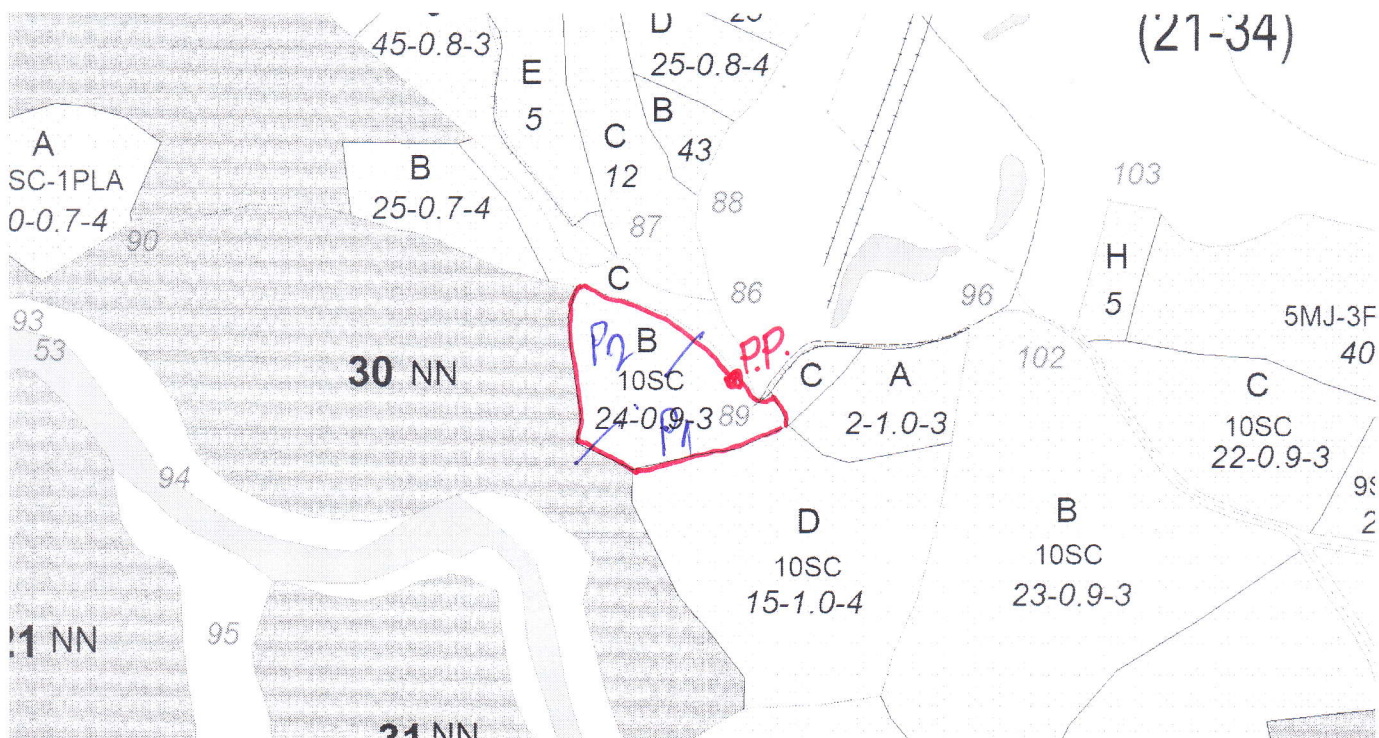 (21-34)
45-0.8-3
D
25-0.8-4
E
5
B
43
C
12
A
SC-1PLA
0-0.7-4
B
25-0.7-4
90
87
88
103
C
86
96
H
5
5MJ-3F
40
93
53
30 NN
P2
B
10SC
24-0.9-3
P1
89
P.P.
C
A
2-1.0-3
102
C
10SC
22-0.9-3
94
D
10SC
15-1.0-4
B
10SC
23-0.9-3
95
1 NN
31 NN